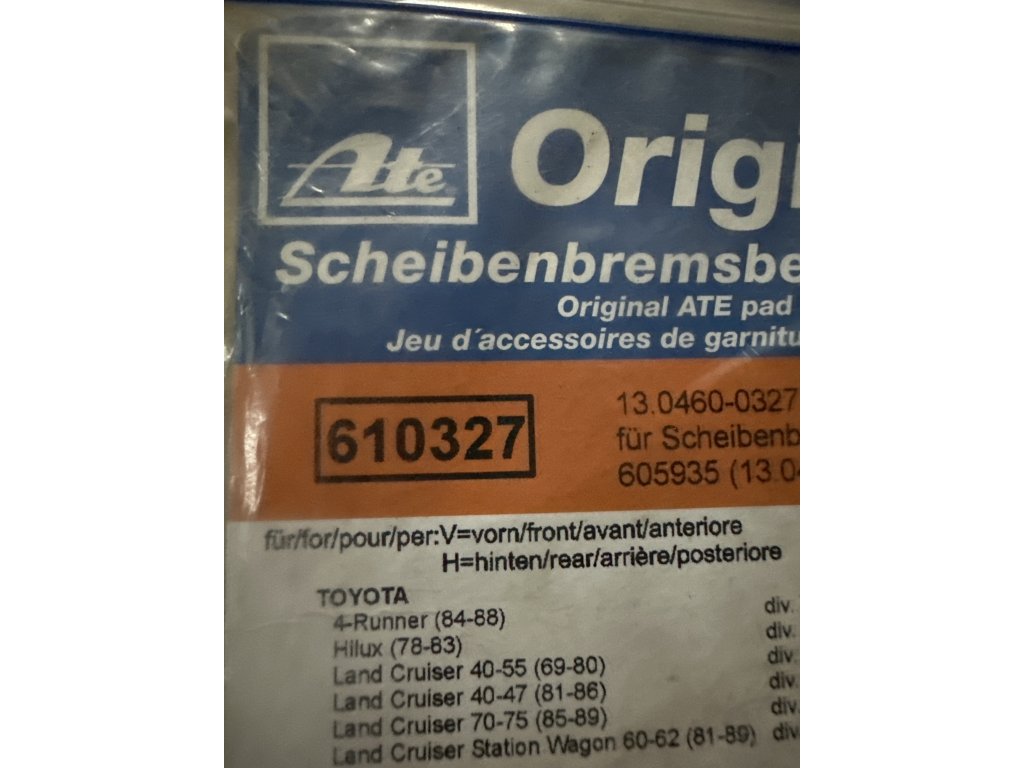 Ate
Origi
Scheibenbremsbe
Original ATE pad
Jeu d´accessoires de garnitu
610327
13.0460-0327
für Scheibenb
605935 (13.04
für/for/pour/per:V=vorn/front/avant/anteriore
H=hinten/rear/arrière/posteriore
TOYOTA
4-Runner (84-88) div.
Hilux (78-83) div.
Land Cruiser 40-55 (69-80) div.
Land Cruiser 40-47 (81-86) div.
Land Cruiser 70-75 (85-89) div.
Land Cruiser Station Wagon 60-62 (81-89) div